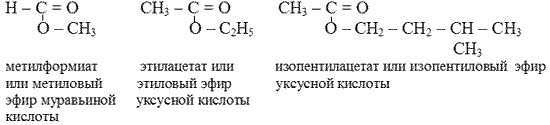 H – C = O CH₃ – C = O CH₃ – C = O
O – CH₃ O – C₂H₅ O – CH₂ – CH₂ – CH – CH₃
CH₃
метилформиат этилацетат или изопентилацетат или изопентиловый эфир
или метиловый этиловый эфир уксусной кислоты
эфир муравьиной уксусной кислоты
кислоты